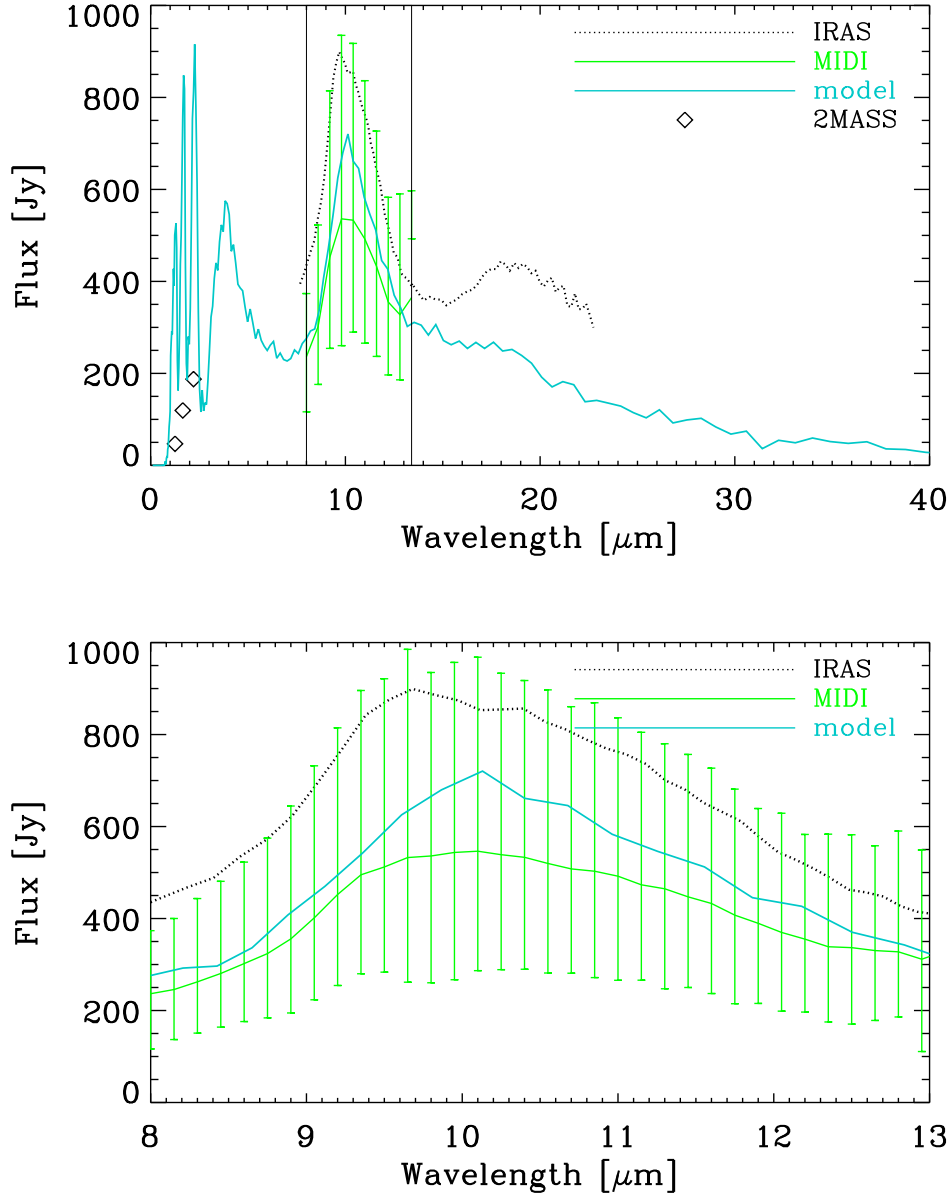 1000
800
600
400
200
0
Flux [Jy]
IRAS
MIDI
model
2MASS
0 10 20 30 40
Wavelength [μm]
1000
800
600
400
200
0
Flux [Jy]
IRAS
MIDI
model
8 9 10 11 12 13
Wavelength [μm]